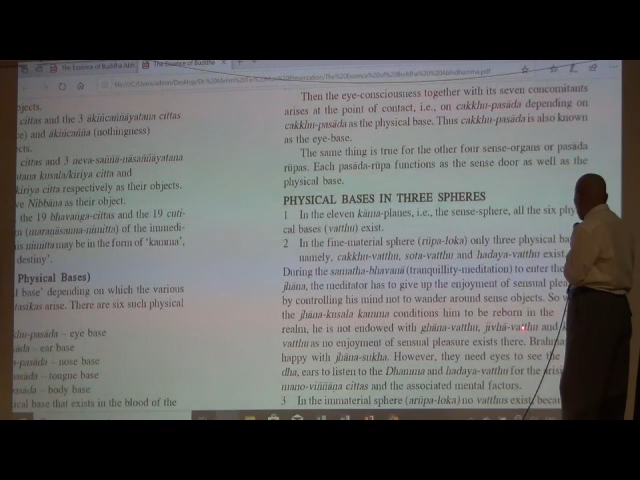 The Essence of Buddha Abh
The Essence of Buddha
ojects.
cittas and the 3 ākiñcaññāyatana cittas
ce) and ākiñcañña (nothingness)
ects.
cittas and 3 neva-saññā-nāsaññāyatana
tana kusala/kiriya citta and
kiriya citta respectively as their objects.
ve Nibbāna as their object.
the 19 bhavaṅga-cittas and the 19 cuti-
m (maraṇāsanna-nimitta) of the immedi-
is nimitta may be in the form of ‘kamma’,
destiny’.
Physical Bases)
l base’ depending on which the various
tasikas arise. There are six such physical
khu-pasāda – eye base
pasāda – ear base
a-pasāda – nose base
pasāda – tongue base
pasāda – body base
ical base that exists in the blood of the
Then the eye-consciousness together with its seven concomitants
arises at the point of contact, i.e., on cakkhu-pasāda depending on
cakkhu-pasāda as the physical base. Thus cakkhu-pasāda is also known
as the eye-base.
The same thing is true for the other four sense-organs or pasāda
rūpas. Each pasāda-rūpa functions as the sense door as well as the
physical base.
PHYSICAL BASES IN THREE SPHERES
1 In the eleven kāma-planes, i.e., the sense-sphere, all the six phy
cal bases (vatthu) exist.
2 In the fine-material sphere (rūpa-loka) only three physical ba
namely, cakkhu-vatthu, sota-vatthu and hadaya-vatthu exist
During the samatha-bhavanā (tranquility-meditation) to enter the
jhāna, the meditator has to give up the enjoyment of sensual plea
by controlling his mind not to wander around sense objects. So w
the jhāna-kusala kamma conditions him to be reborn in the
realm, he is not endowed with ghāna-vatthu, jivhā-vatthu and
vatthu as no enjoyment of sensual pleasure exists there. Brahma
happy with jhāna-sukha. However, they need eyes to see the
dha, ears to listen to the Dhamma and hadaya-vatthu for the arisi
mano-viññāṇa cittas and the associated mental factors.
3 In the immaterial sphere (arūpa-loka) no vatthus exist, becau